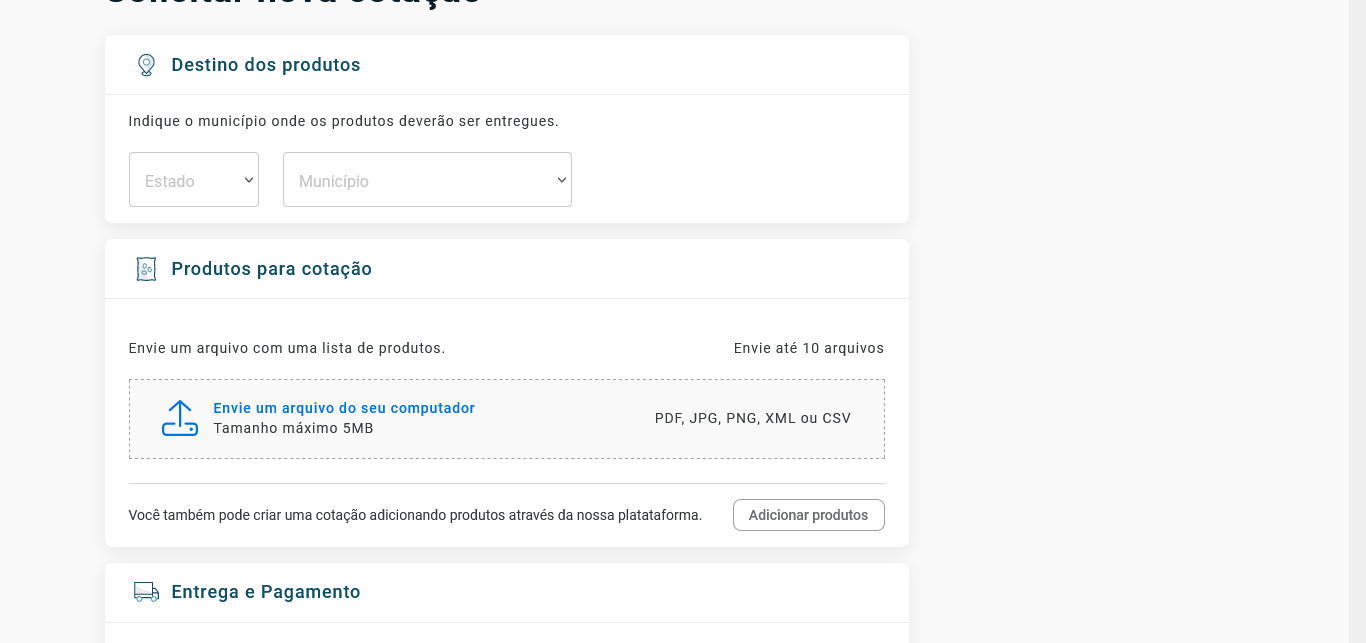 Solicitar nova cotação
Destino dos produtos
Indique o município onde os produtos deverão ser entregues.
Estado
Município
Produtos para cotação
Envie um arquivo com uma lista de produtos.
Envie até 10 arquivos
Envie um arquivo do seu computador
Tamanho máximo 5MB
PDF, JPG, PNG, XML ou CSV
Você também pode criar uma cotação adicionando produtos através da nossa platataforma.
Adicionar produtos
Entrega e Pagamento